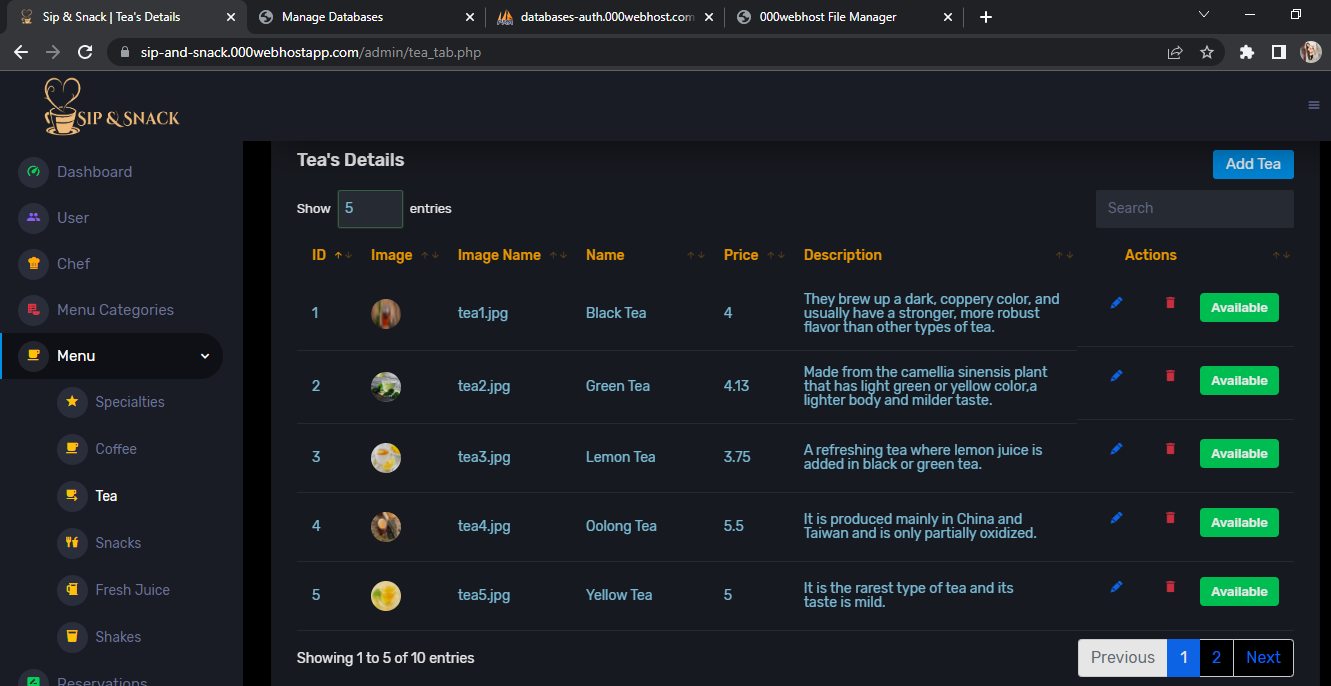 Sip & Snack | Tea's Details
Manage Databases
databases-auth.000webhost.com
000webhost File Manager
sip-and-snack.000webhostapp.com/admin/tea_tab.php
SIP & SNACK
Dashboard
User
Chef
Menu Categories
Menu
Specialties
Coffee
Tea
Snacks
Fresh Juice
Shakes
Reservations
Tea's Details
Add Tea
Show 5 entries
Search
ID Image Image Name Name Price Description Actions
1 tea1.jpg Black Tea 4 They brew up a dark, coppery color, and
usually have a stronger, more robust
flavor than other types of tea.
Available
2 tea2.jpg Green Tea 4.13 Made from the camellia sinensis plant
that has light green or yellow color,a
lighter body and milder taste.
Available
3 tea3.jpg Lemon Tea 3.75 A refreshing tea where lemon juice is
added in black or green tea.
Available
4 tea4.jpg Oolong Tea 5.5 It is produced mainly in China and
Taiwan and is only partially oxidized.
Available
5 tea5.jpg Yellow Tea 5 It is the rarest type of tea and its
taste is mild.
Available
Showing 1 to 5 of 10 entries
Previous 1 2 Next